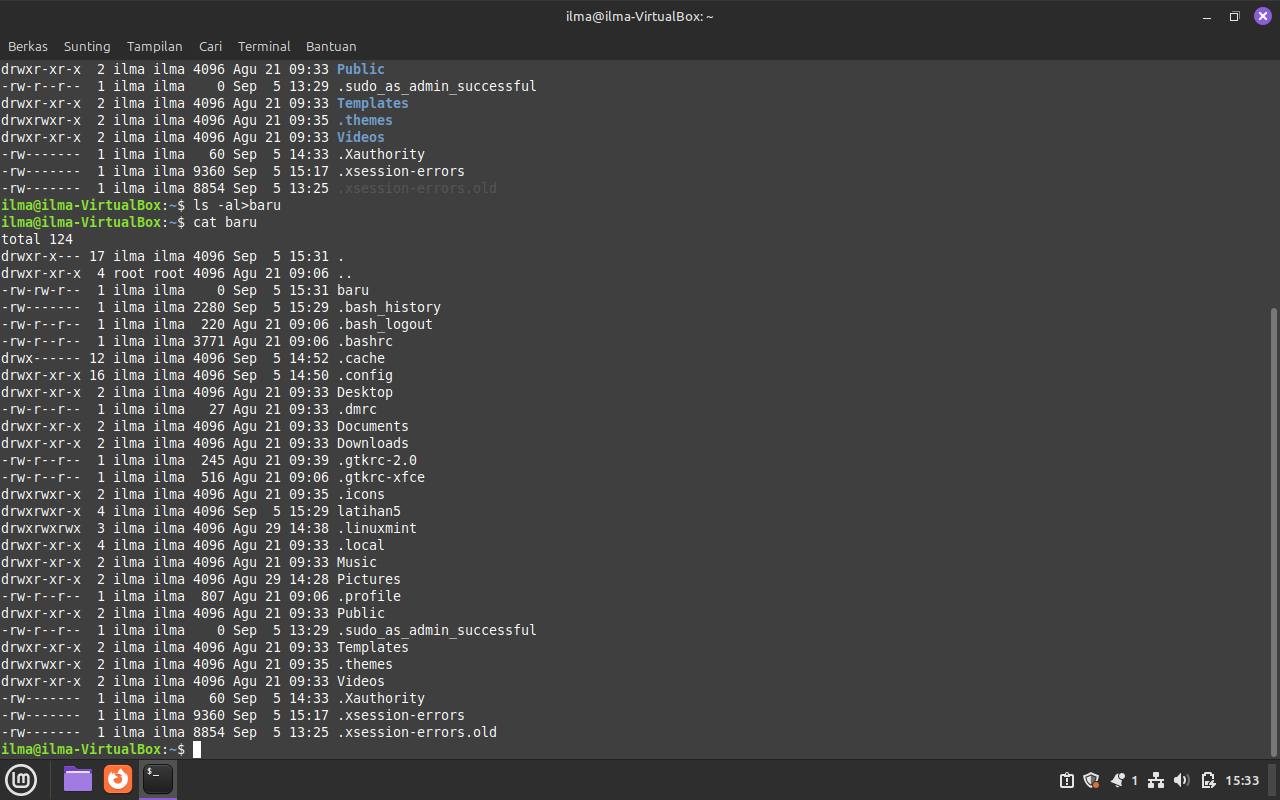 ilma@ilma-VirtualBox: ~
Berkas Sunting Tampilan Cari Terminal Bantuan
drwxr-xr-x  2 ilma ilma 4096 Agu 21 09:33 Public
-rw-r--r--  1 ilma ilma    0 Sep  5 13:29 .sudo_as_admin_successful
drwxr-xr-x  2 ilma ilma 4096 Agu 21 09:33 Templates
drwxrwxr-x  2 ilma ilma 4096 Agu 21 09:35 .themes
drwxr-xr-x  2 ilma ilma 4096 Agu 21 09:33 Videos
-rw-------  1 ilma ilma   60 Sep  5 14:33 .Xauthority
-rw-------  1 ilma ilma 9360 Sep  5 15:17 .xsession-errors
-rw-------  1 ilma ilma 8854 Sep  5 13:25 .xsession-errors.old
ilma@ilma-VirtualBox:~$ ls -al>baru
ilma@ilma-VirtualBox:~$ cat baru
total 124
drwxr-x--- 17 ilma ilma 4096 Sep  5 15:31 .
drwxr-xr-x  4 root root 4096 Agu 21 09:06 ..
-rw-rw-r--  1 ilma ilma    0 Sep  5 15:31 baru
-rw-------  1 ilma ilma 2280 Sep  5 15:29 .bash_history
-rw-r--r--  1 ilma ilma  220 Agu 21 09:06 .bash_logout
-rw-r--r--  1 ilma ilma 3771 Agu 21 09:06 .bashrc
drwx------ 12 ilma ilma 4096 Sep  5 14:52 .cache
drwxr-xr-x 16 ilma ilma 4096 Sep  5 14:50 .config
drwxr-xr-x  2 ilma ilma 4096 Agu 21 09:33 Desktop
-rw-r--r--  1 ilma ilma   27 Agu 21 09:33 .dmrc
drwxr-xr-x  2 ilma ilma 4096 Agu 21 09:33 Documents
drwxr-xr-x  2 ilma ilma 4096 Agu 21 09:33 Downloads
-rw-r--r--  1 ilma ilma  245 Agu 21 09:39 .gtkrc-2.0
-rw-r--r--  1 ilma ilma  516 Agu 21 09:06 .gtkrc-xfce
drwxrwxr-x  2 ilma ilma 4096 Agu 21 09:35 .icons
drwxrwxr-x  4 ilma ilma 4096 Sep  5 15:29 latihan5
drwxrwxrwx  3 ilma ilma 4096 Agu 29 14:38 .linuxmint
drwxr-xr-x  4 ilma ilma 4096 Agu 21 09:33 .local
drwxr-xr-x  2 ilma ilma 4096 Agu 21 09:33 Music
drwxr-xr-x  2 ilma ilma 4096 Agu 29 14:28 Pictures
-rw-r--r--  1 ilma ilma  807 Agu 21 09:06 .profile
drwxr-xr-x  2 ilma ilma 4096 Agu 21 09:33 Public
-rw-r--r--  1 ilma ilma    0 Sep  5 13:29 .sudo_as_admin_successful
drwxr-xr-x  2 ilma ilma 4096 Agu 21 09:33 Templates
drwxrwxr-x  2 ilma ilma 4096 Agu 21 09:35 .themes
drwxr-xr-x  2 ilma ilma 4096 Agu 21 09:33 Videos
-rw-------  1 ilma ilma   60 Sep  5 14:33 .Xauthority
-rw-------  1 ilma ilma 9360 Sep  5 15:17 .xsession-errors
-rw-------  1 ilma ilma 8854 Sep  5 13:25 .xsession-errors.old
ilma@ilma-VirtualBox:~$
1 15:33